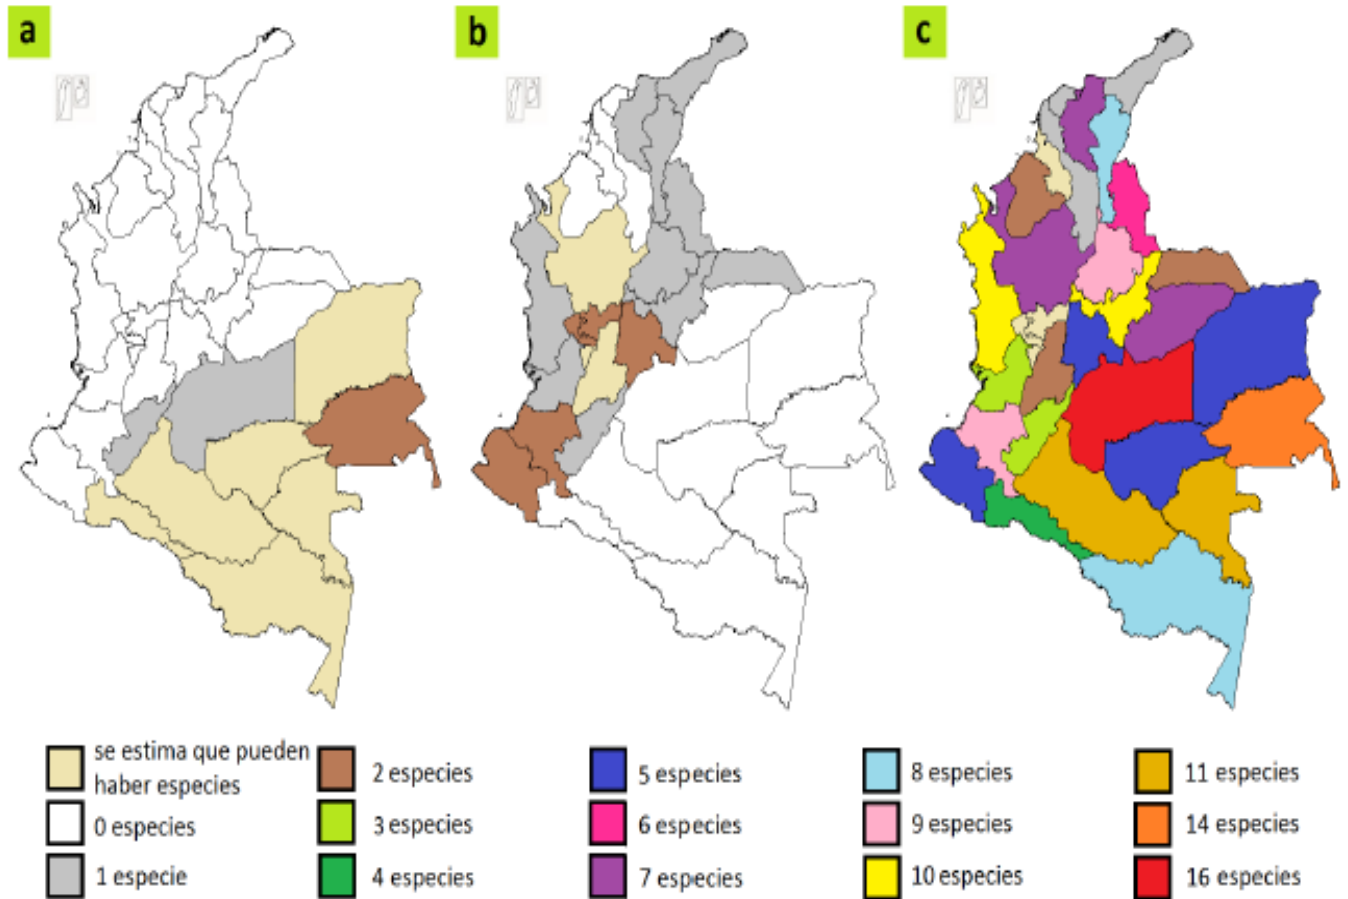 a
b
c
se estima que pueden
haber especies
0 especies
1 especie
2 especies
3 especies
4 especies
5 especies
6 especies
7 especies
8 especies
9 especies
10 especies
11 especies
14 especies
16 especies